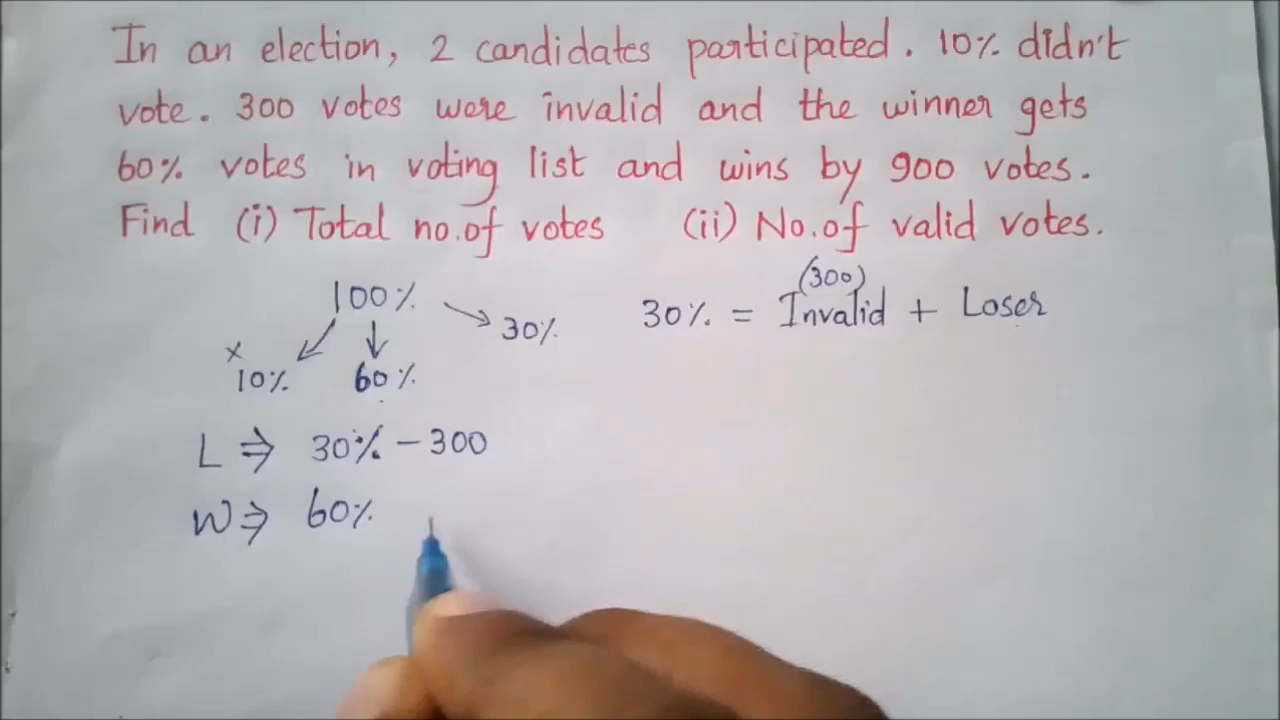 In an election, 2 candidates participated. 10% didn't
vote. 300 votes were invalid and the winner gets
60% votes in voting list and wins by 900 votes.
Find (i) Total no.of votes (ii) No.of valid votes.
100%
30%
x
10% 60%
(300)
30% = Invalid + Loser
L ⇒ 30% - 300
W ⇒ 60%